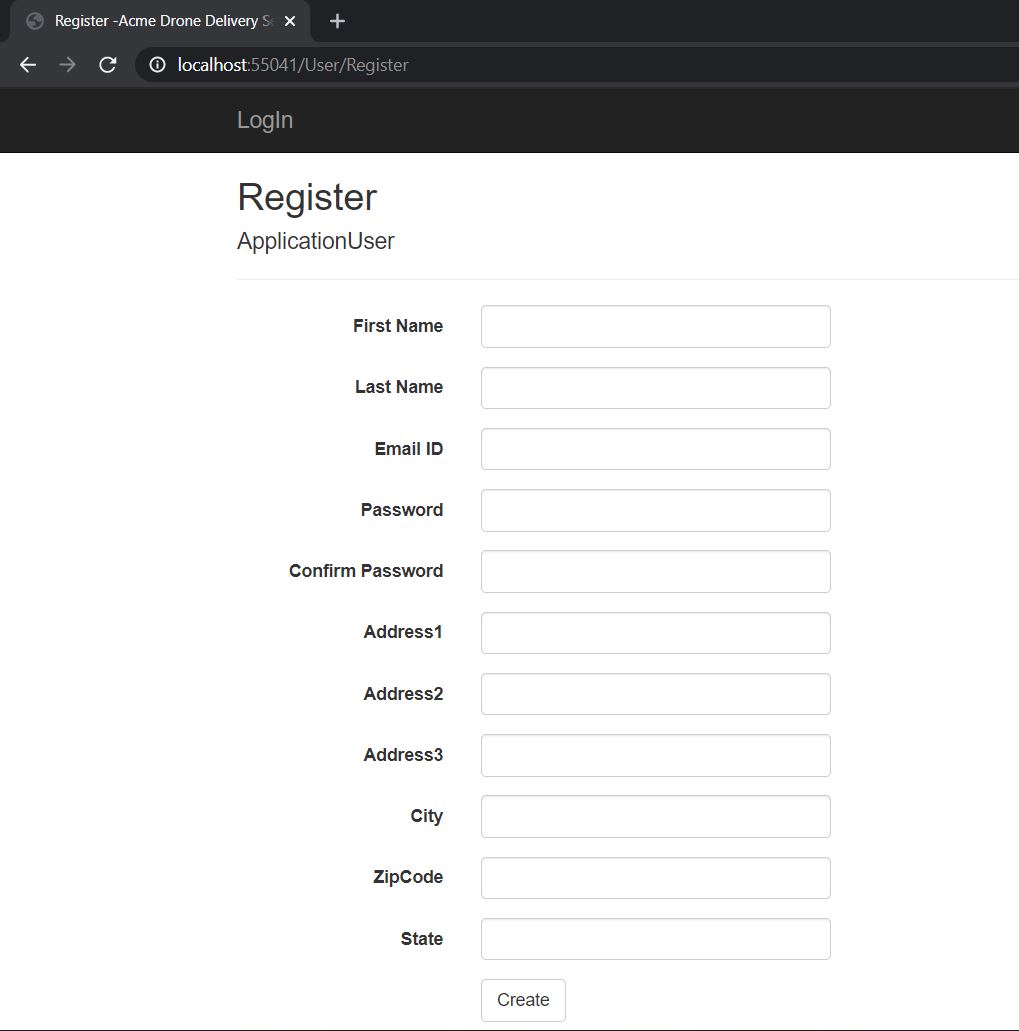 Register -Acme Drone Delivery S
localhost:55041/User/Register
LogIn
Register
ApplicationUser
First Name
Last Name
Email ID
Password
Confirm Password
Address1
Address2
Address3
City
ZipCode
State
Create